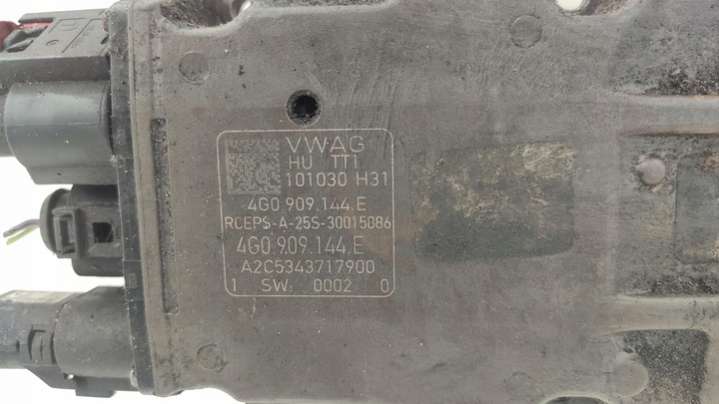 VWAG
HU TT1
101030 H31
4G0 909.144.E
RCEPS-A-25S-30015086
4G0 909.144.E
A2C5343717900
1 SW: 0002 0